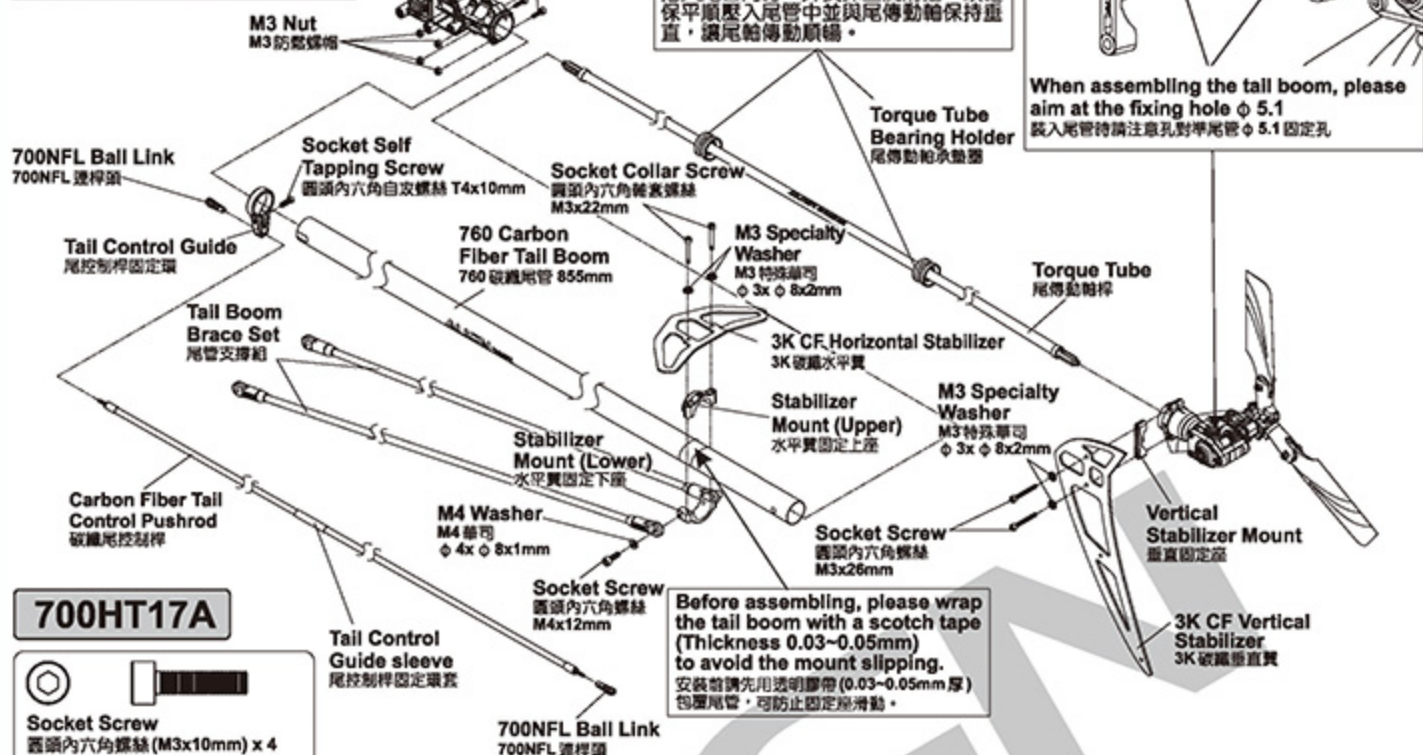 M3 Nut
M3 防鬆螺帽
保平順壓入尾管中並與尾傳動軸保持垂
直，讓尾軸傳動順暢。
When assembling the tail boom, please
aim at the fixing hole ϕ 5.1
裝入尾管時請注意孔對準尾管 ϕ 5.1 固定孔
Torque Tube
Bearing Holder
尾傳動軸承墊圈
700NFL Ball Link
700NFL 連桿頭
Socket Self
Tapping Screw
圓頭內六角自攻螺絲 T4x10mm
Socket Collar Screw
圓頭內六角軸套螺絲
M3x22mm
Tail Control Guide
尾控制桿固定環
760 Carbon
Fiber Tail Boom
760 碳纖尾管 855mm
M3 Specialty
Washer
M3 特殊華司
ϕ 3x ϕ 8x2mm
Torque Tube
尾傳動軸桿
Tail Boom
Brace Set
尾管支撐組
3K CF Horizontal Stabilizer
3K 碳纖水平翼
Stabilizer
Mount (Upper)
水平翼固定上座
M3 Specialty
Washer
M3 特殊華司
ϕ 3x ϕ 8x2mm
Stabilizer
Mount (Lower)
水平翼固定下座
Carbon Fiber Tail
Control Pushrod
碳纖尾控制桿
M4 Washer
M4 華司
ϕ 4x ϕ 8x1mm
Socket Screw
圓頭內六角螺絲
M3x26mm
Vertical
Stabilizer Mount
垂直固定座
Socket Screw
圓頭內六角螺絲
M4x12mm
Before assembling, please wrap
the tail boom with a scotch tape
(Thickness 0.03~0.05mm)
to avoid the mount slipping.
安裝前請先用透明膠帶 (0.03~0.05mm 厚)
包覆尾管，可防止固定座滑動。
3K CF Vertical
Stabilizer
3K 碳纖垂直翼
700HT17A
Tail Control
Guide sleeve
尾控制桿固定環套
Socket Screw
圓頭內六角螺絲 (M3x10mm) x 4
700NFL Ball Link
700NFL 連桿頭